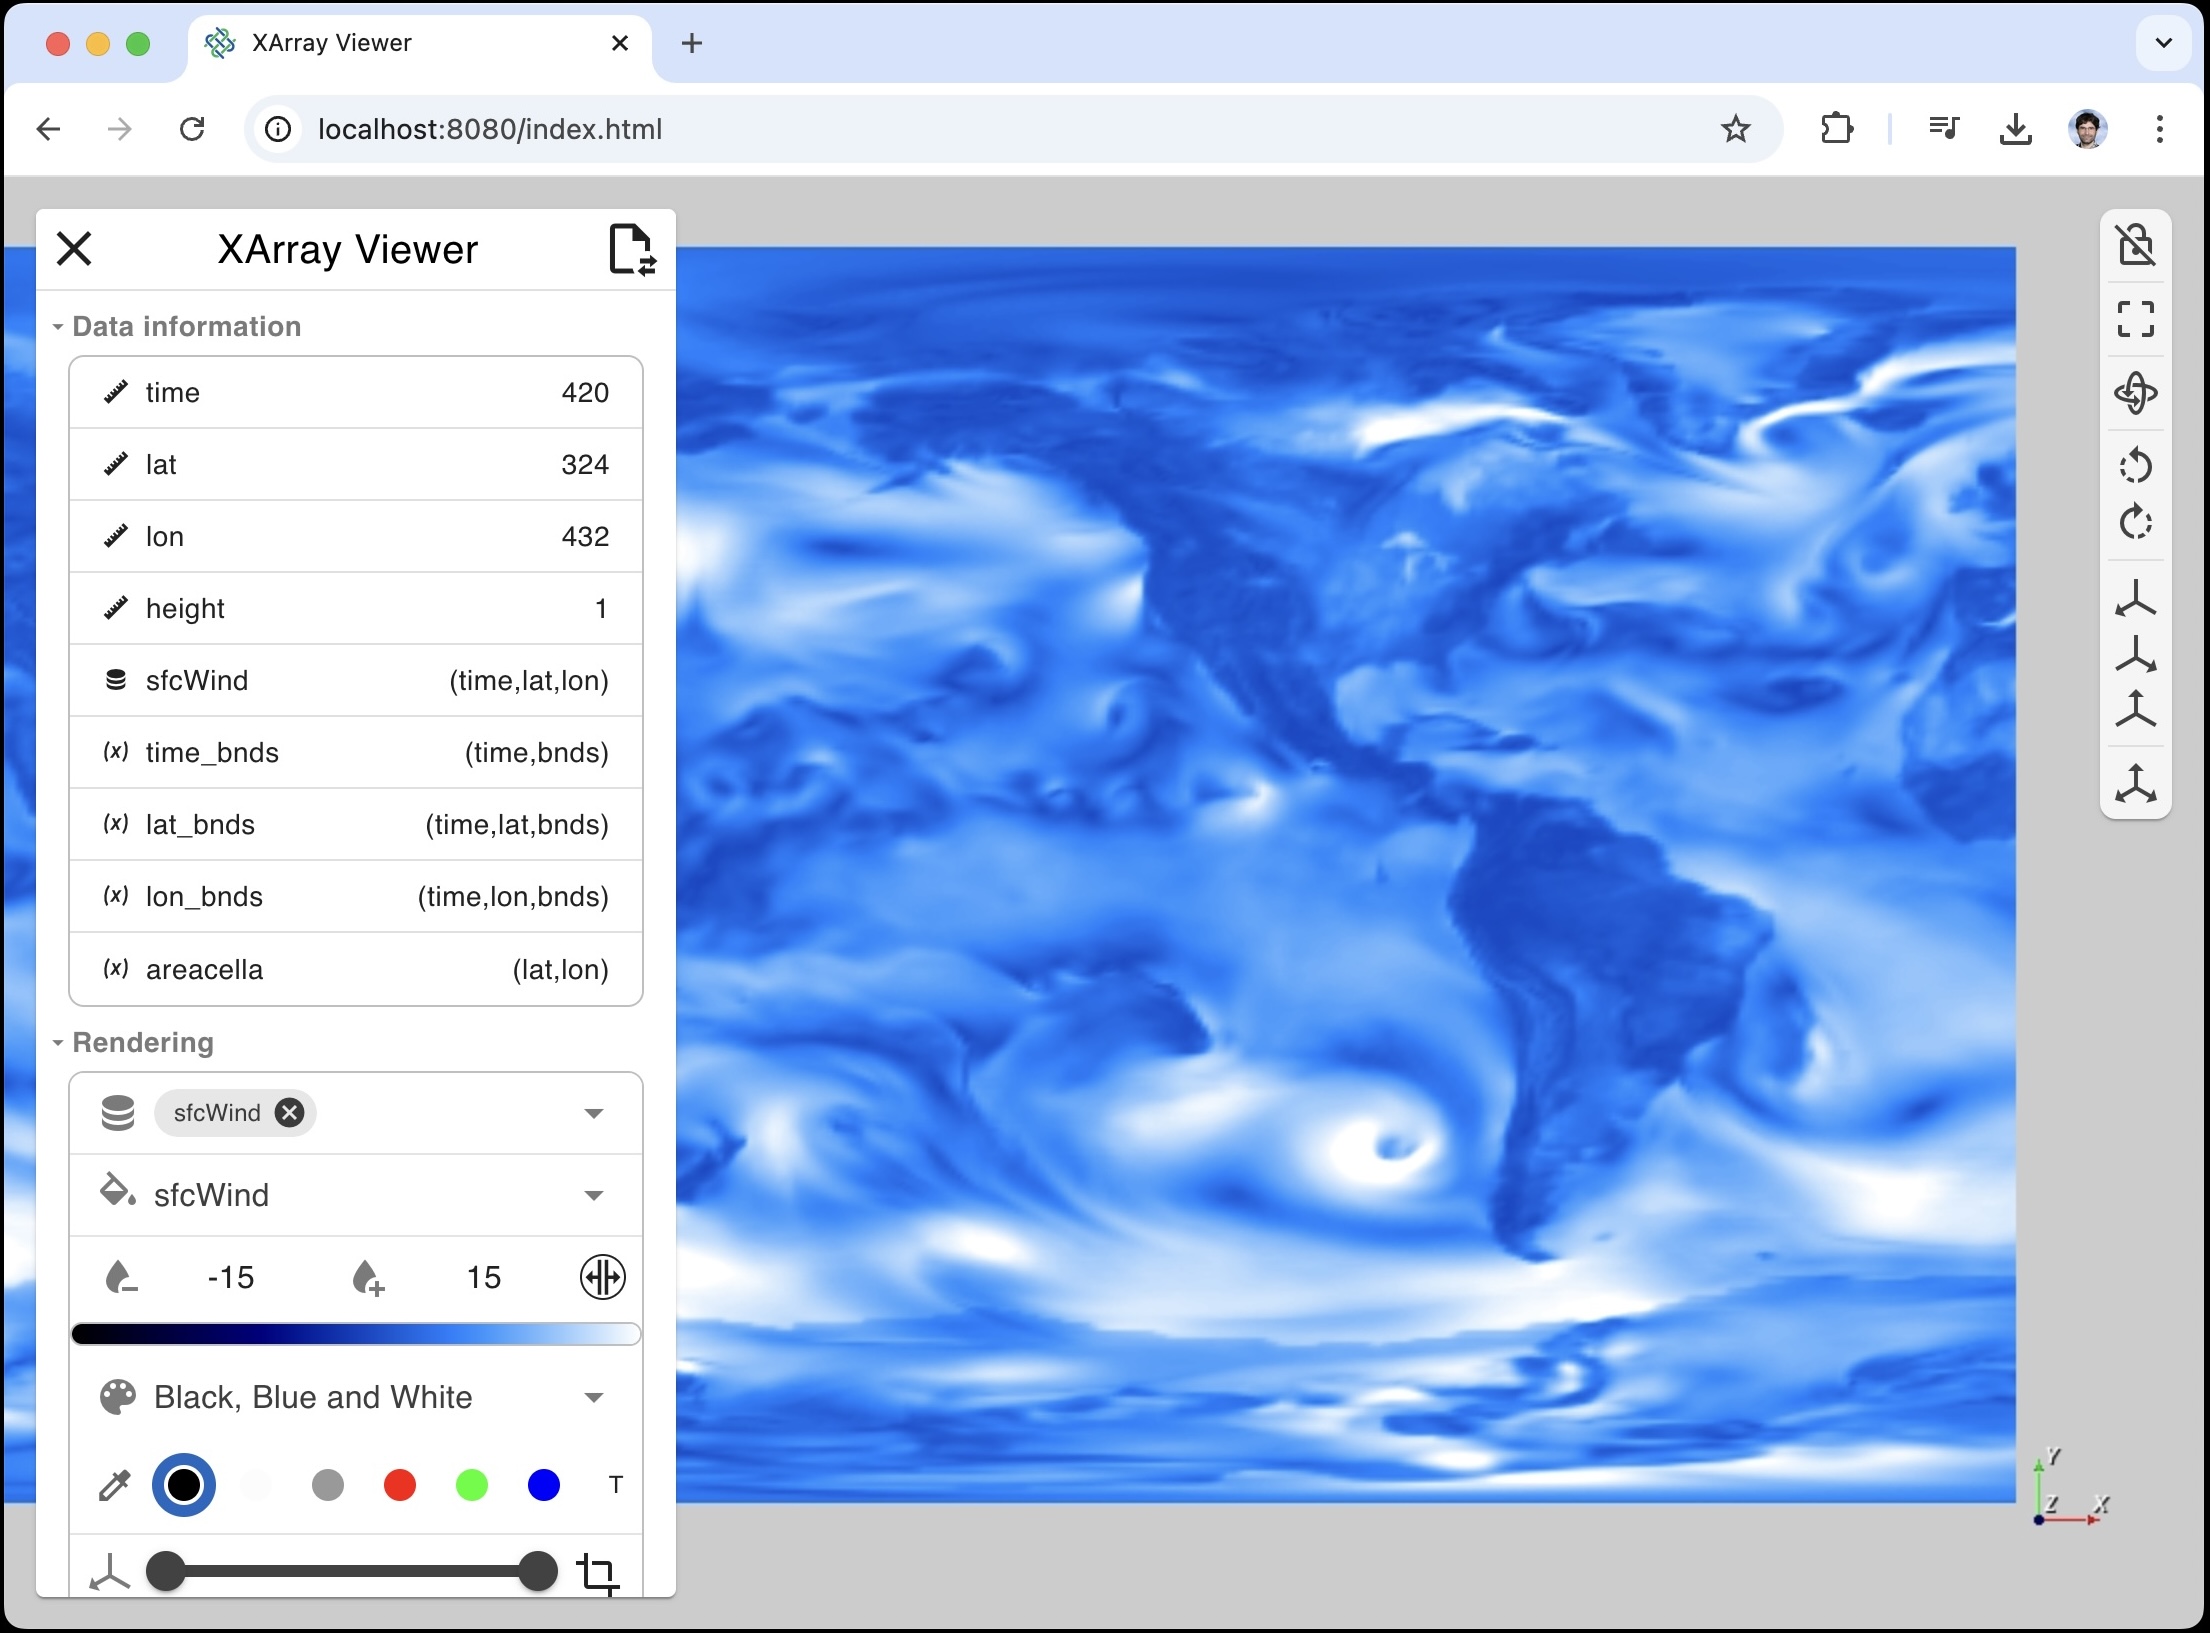 XArray Viewer
localhost:8080/index.html
XArray Viewer
Data information
time 420
lat 324
lon 432
height 1
sfcWind (time,lat,lon)
(x) time_bnds (time,bnds)
(x) lat_bnds (time,lat,bnds)
(x) lon_bnds (time,lon,bnds)
(x) areacella (lat,lon)
Rendering
sfcWind
sfcWind
-15 15
Black, Blue and White
T
Y
Z X